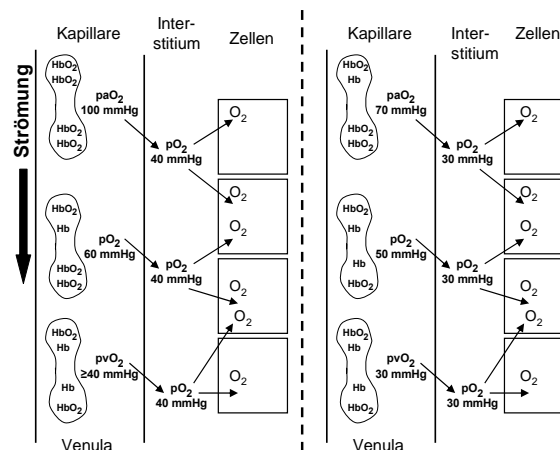 Strömung
Kapillare
Inter-
stitium
Zellen
HbO₂
HbO₂
HbO₂
HbO₂
paO₂
100 mmHg
pO₂
40 mmHg
O₂
O₂
HbO₂
Hb
HbO₂
HbO₂
pO₂
60 mmHg
pO₂
40 mmHg
O₂
O₂
O₂
HbO₂
Hb
Hb
HbO₂
pvO₂
≥40 mmHg
pO₂
40 mmHg
O₂
Venula
Kapillare
Inter-
stitium
Zellen
HbO₂
Hb
HbO₂
HbO₂
paO₂
70 mmHg
pO₂
30 mmHg
O₂
O₂
HbO₂
Hb
Hb
HbO₂
pO₂
50 mmHg
pO₂
30 mmHg
O₂
O₂
O₂
HbO₂
Hb
Hb
HbO₂
pvO₂
30 mmHg
pO₂
30 mmHg
O₂
Venula